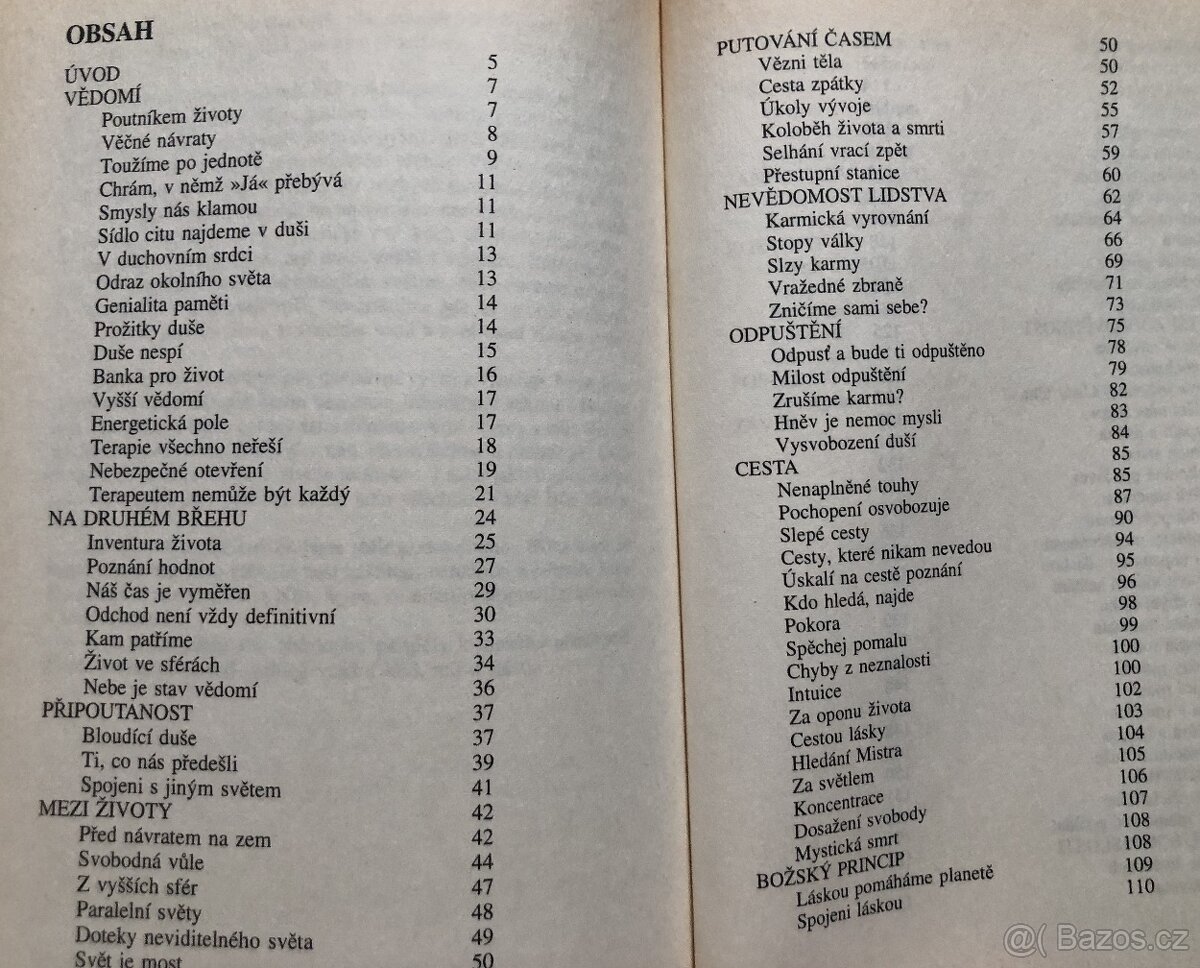 OBSAH
ÚVOD 5
VĚDOMÍ 7
Poutníkem životy 7
Věčné návraty 8
Toužíme po jednotě 9
Chrám, v němž »Já« přebývá 11
Smysly nás klamou 11
Sídlo citu najdeme v duši 11
V duchovním srdci 13
Odraz okolního světa 13
Genialita paměti 14
Prožitky duše 14
Duše nespí 15
Banka pro život 16
Vyšší vědomí 17
Energetická pole 17
Terapie všechno neřeší 18
Nebezpečné otevření 19
Terapeutem nemůže být každý 21
NA DRUHÉM BŘEHU 24
Inventura života 25
Poznání hodnot 27
Náš čas je vyměřen 29
Odchod není vždy definitivní 30
Kam patříme 33
Život ve sférách 34
Nebe je stav vědomí 36
PŘIPOUTANOST 37
Bloudící duše 37
Ti, co nás předešli 39
Spojeni s jiným světem 41
MEZI ŽIVOTY 42
Před návratem na zem 42
Svobodná vůle 44
Z vyšších sfér 47
Paralelní světy 48
Doteky neviditelného světa 49
Svět je most 50
PUTOVÁNÍ ČASEM 50
Vězni těla 50
Cesta zpátky 52
Úkoly vývoje 55
Koloběh života a smrti 57
Selhání vrací zpět 59
Přestupní stanice 60
NEVĚDOMOST LIDSTVA 62
Karmická vyrovnání 64
Stopy války 66
Slzy karmy 69
Vražedné zbraně 71
Zničíme sami sebe? 73
ODPUŠTĚNÍ 75
Odpusť a bude ti odpuštěno 78
Milost odpuštění 79
Zrušíme karmu? 82
Hněv je nemoc mysli 83
Vysvobození duší 84
CESTA 85
Nenaplněné touhy 85
Pochopení osvobozuje 87
Slepé cesty 90
Cesty, které nikam nevedou 94
Úskalí na cestě poznání 95
Kdo hledá, najde 96
Pokora 98
Spěchej pomalu 99
Chyby z neznalosti 100
Intuice 100
Za oponu života 102
Cestou lásky 103
Hledání Mistra 104
Za světlem 105
Koncentrace 106
Dosažení svobody 107
Mystická smrt 108
BOŽSKÝ PRINCIP 108
Láskou pomáháme planetě 109
Spojeni láskou 110
@( Bazos.cz